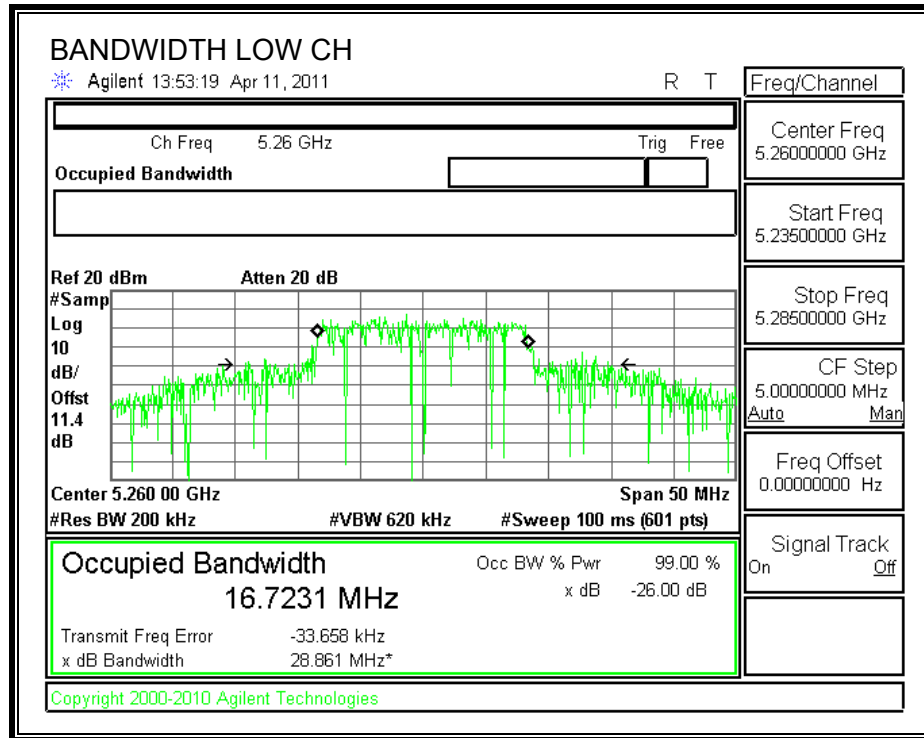 BANDWIDTH LOW CH
Agilent 13:53:19 Apr 11, 2011 R T
Freq/Channel
Ch Freq 5.26 GHz Trig Free
Occupied Bandwidth
Center Freq
5.26000000 GHz
Start Freq
5.23500000 GHz
Stop Freq
5.28500000 GHz
CF Step
5.00000000 MHz
Auto Man
Freq Offset
0.00000000 Hz
Signal Track
On Off
Ref 20 dBm Atten 20 dB
#Samp
Log
10
dB/
Offst
11.4
dB
Center 5.260 00 GHz Span 50 MHz
#Res BW 200 kHz #VBW 620 kHz #Sweep 100 ms (601 pts)
Occupied Bandwidth Occ BW % Pwr 99.00 %
16.7231 MHz x dB -26.00 dB
Transmit Freq Error -33.658 kHz
x dB Bandwidth 28.861 MHz*
Copyright 2000-2010 Agilent Technologies